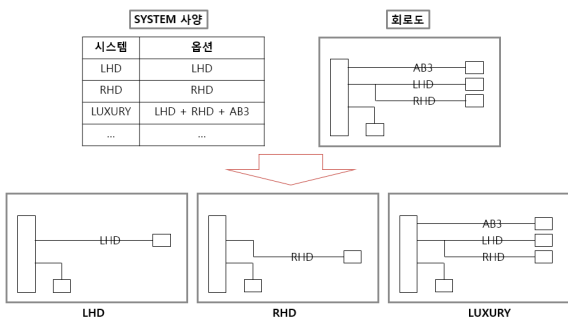 SYSTEM 사양
회로도
시스템 옵션
LHD LHD
RHD RHD
LUXURY LHD + RHD + AB3
... ...
AB3
LHD
RHD
LHD
RHD
AB3
LHD
RHD
LHD
RHD
LUXURY